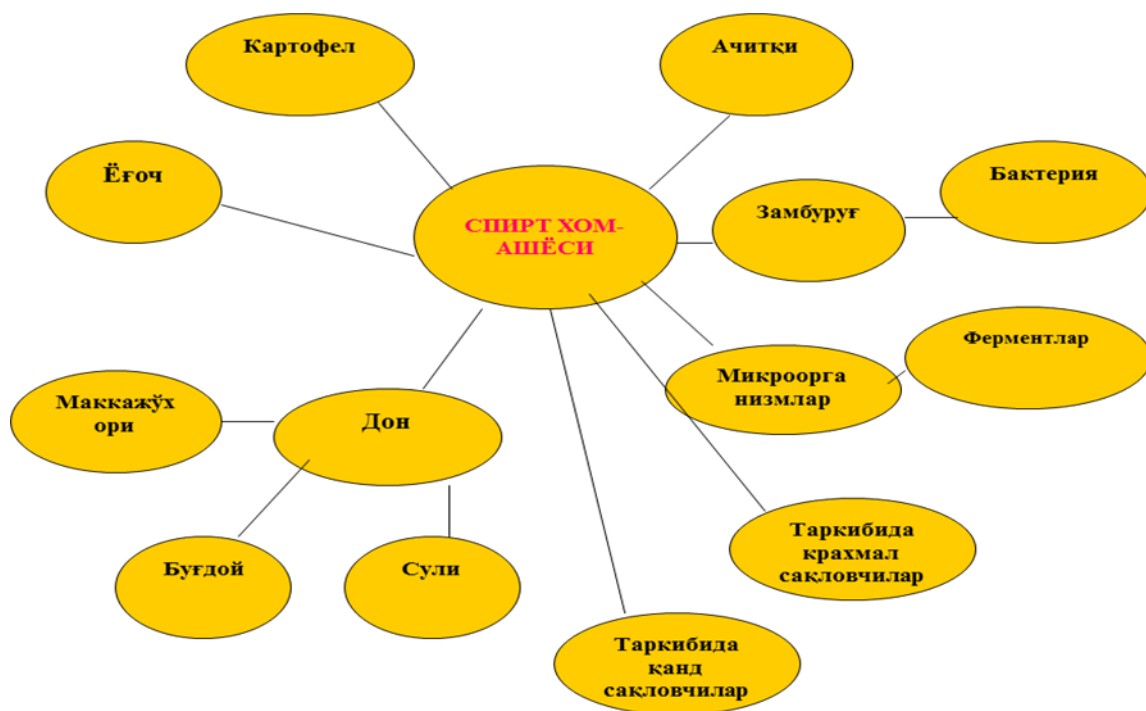 Картофел
Ачитқи
Ёғоч
Бактерия
Замбуруғ
СПИРТ ХОМ-
АШЁСИ
Ферментлар
Микроорга
низмлар
Маккажўх
ори
Дон
Таркибида
крахмал
сақловчилар
Буғдой
Сули
Таркибида
қанд
сақловчилар